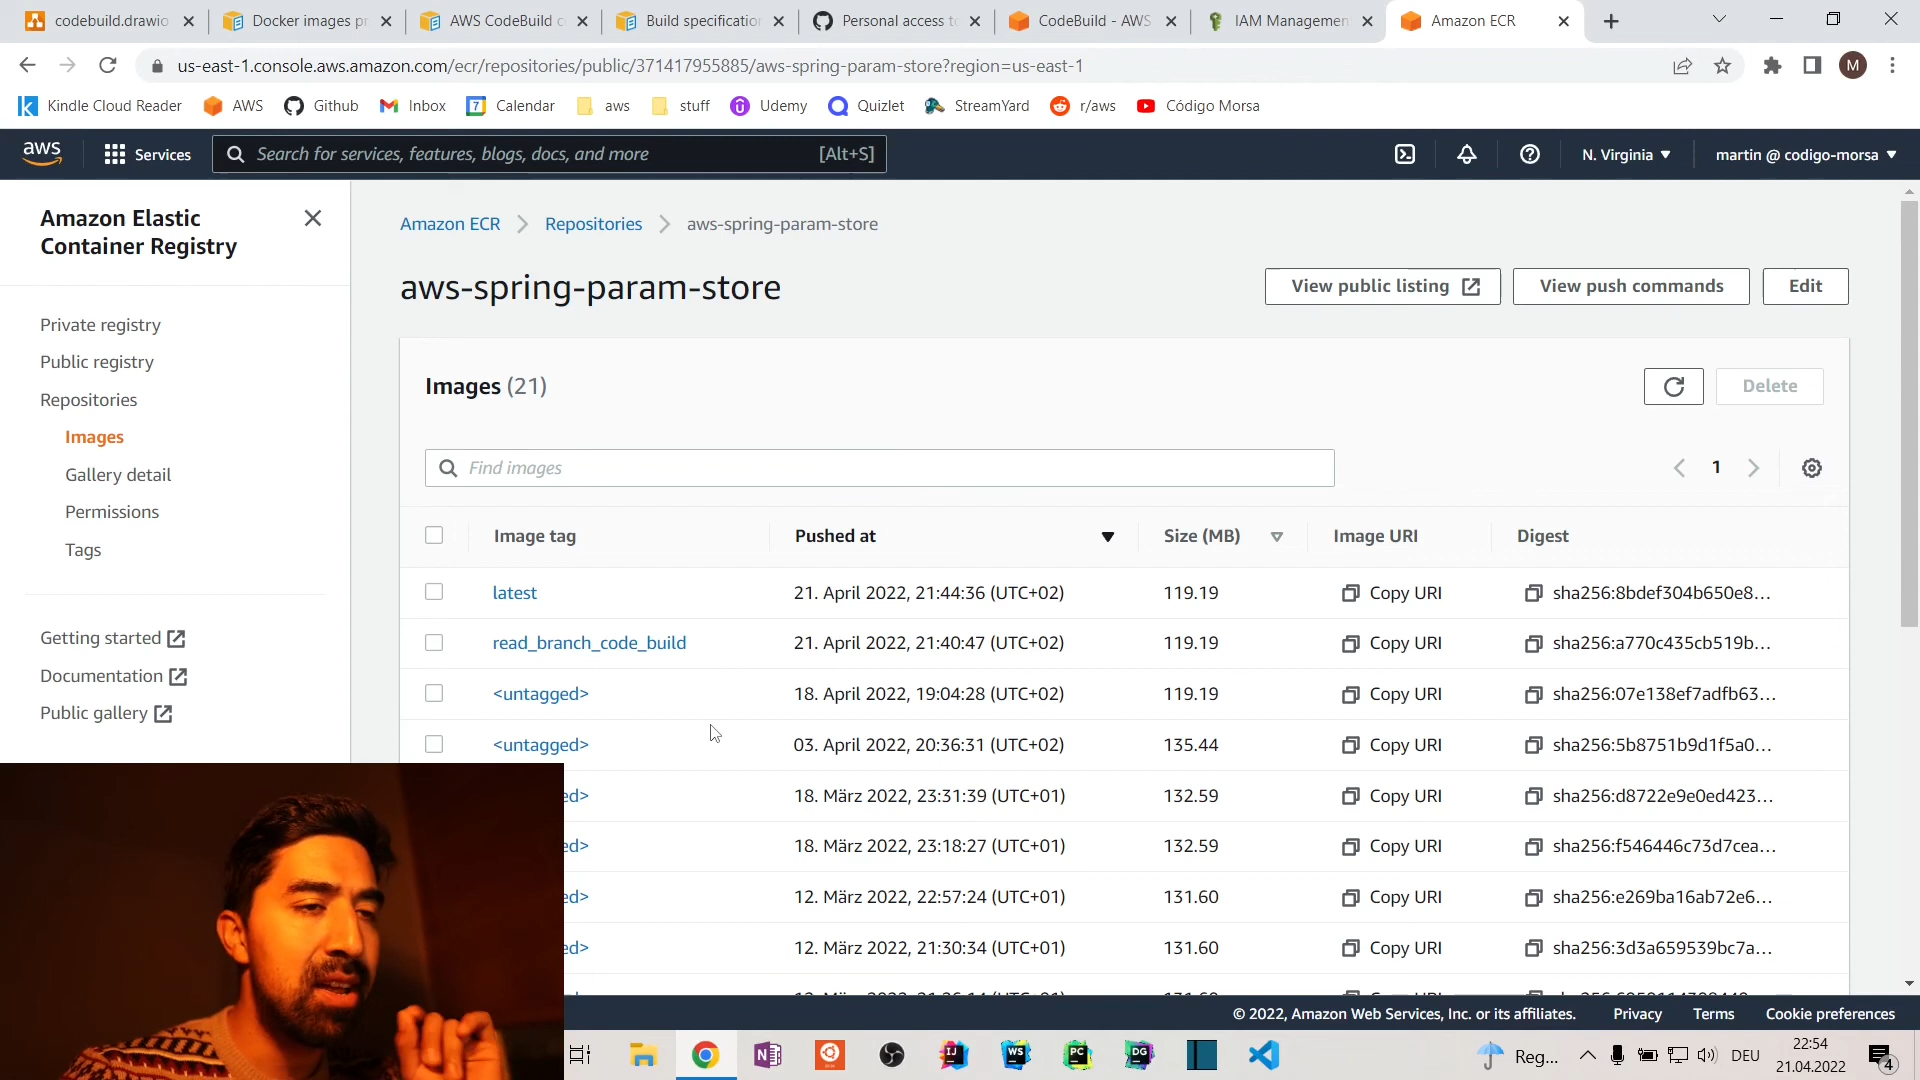 codebuild.drawio
Docker images pr
AWS CodeBuild c
Build specification
Personal access t
CodeBuild - AWS
IAM Managemen
Amazon ECR
us-east-1.console.aws.amazon.com/ecr/repositories/public/371417955885/aws-spring-param-store?region=us-east-1
M
Kindle Cloud Reader
AWS
Github
Inbox
Calendar
aws
stuff
Udemy
Quizlet
StreamYard
r/aws
Código Morsa
aws
Services
Search for services, features, blogs, docs, and more
[Alt+S]
N. Virginia
martin @ codigo-morsa
Amazon Elastic
Container Registry
Private registry
Public registry
Repositories
Images
Gallery detail
Permissions
Tags
Getting started
Documentation
Public gallery
Amazon ECR
Repositories
aws-spring-param-store
aws-spring-param-store
View public listing
View push commands
Edit
Images (21)
Delete
Find images
1
Image tag
Pushed at
Size (MB)
Image URI
Digest
latest
21. April 2022, 21:44:36 (UTC+02)
119.19
Copy URI
sha256:8bdef304b650e8...
read_branch_code_build
21. April 2022, 21:40:47 (UTC+02)
119.19
Copy URI
sha256:a770c435cb519b...
<untagged>
18. April 2022, 19:04:28 (UTC+02)
119.19
Copy URI
sha256:07e138ef7adfb63...
<untagged>
03. April 2022, 20:36:31 (UTC+02)
135.44
Copy URI
sha256:5b8751b9d1f5a0...
ed>
18. März 2022, 23:31:39 (UTC+01)
132.59
Copy URI
sha256:d8722e9e0ed423...
ed>
18. März 2022, 23:18:27 (UTC+01)
132.59
Copy URI
sha256:f546446c73d7cea...
ed>
12. März 2022, 22:57:24 (UTC+01)
131.60
Copy URI
sha256:e269ba16ab72e6...
ed>
12. März 2022, 21:30:34 (UTC+01)
131.60
Copy URI
sha256:3d3a659539bc7a...
© 2022, Amazon Web Services, Inc. or its affiliates.
Privacy
Terms
Cookie preferences
Reg...
DEU
22:54
21.04.2022
4